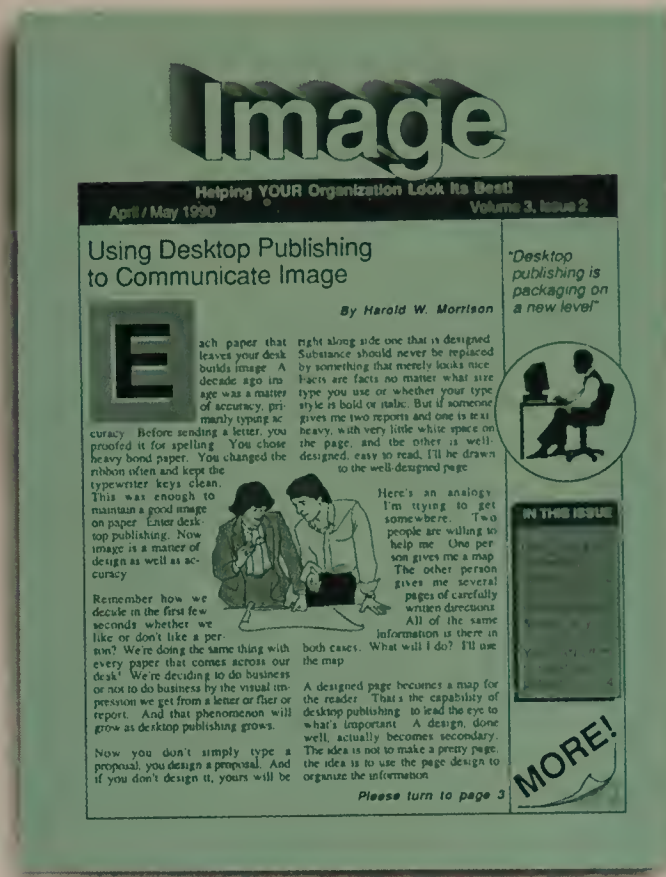 Image
Helping YOUR Organization Look Its Best!
April / May 1990 Volume 3, Issue 2
Using Desktop Publishing
to Communicate Image
By Harold W. Morrison
Each paper that
leaves your desk
builds image A
decade ago im
age was a matter
of accuracy, pri-
marily typing ac
curacy Before sending a letter, you
proofed it for spelling You chose
heavy bond paper. You changed the
ribbon often and kept the
typewriter keys clean.
This was enough to
maintain a good image
on paper Enter desk-
top publishing. Now
image is a matter of
design as well as ac-
curacy
Remember how we
decide in the first few
seconds whether we
like or don't like a per-
son? We're doing the same thing with
every paper that comes across our
desk! We're deciding to do business
or not to do business by the visual im-
pression we get from a letter or flier or
report. And that phenomenon will
grow as desktop publishing grows.
Now you don't simply type a
proposal, you design a proposal. And
if you don't design it, yours will be
right along side one that is designed
Substance should never be replaced
by something that merely looks nice
Facts are facts no matter what size
type you use or whether your type
style is bold or italic. But if someone
gives me two reports and one is text
heavy, with very little white space on
the page, and the other is well-
designed, easy to read, I'll be drawn
to the well-designed page
Here's an analogy
I'm trying to get
somewhere. Two
people are willing to
help me One per
son gives me a map
The other person
gives me several
pages of carefully
written directions
All of the same
information is there in
both cases. What will I do? I'll use
the map
A designed page becomes a map for
the reader That's the capability of
desktop publishing to lead the eye to
what's important A design, done
well, actually becomes secondary.
The idea is not to make a pretty page,
the idea is to use the page design to
organize the information
Please turn to page 3
"Desktop
publishing is
packaging on
a new level"
IN THIS ISSUE
MORE!